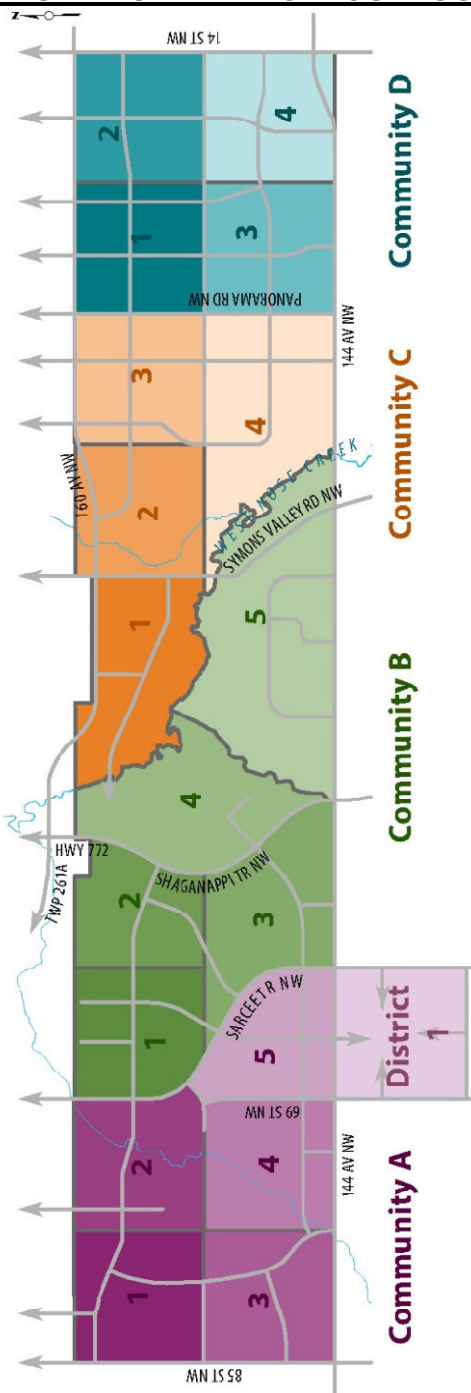 N
TWP 261A
HWY 772
160 AV NW
85 ST NW
1
2
1
2
4
1
2
3
1
2
14 ST NW
SHAGANAPPI TR NW
PANORAMA RD NW
3
4
69 ST NW
5
SARCEE TR NW
3
5
SYMONS VALLEY RD NW
WEST NOSE CREEK
4
3
4
144 AV NW
144 AV NW
District
1
Community A
Community B
Community C
Community D